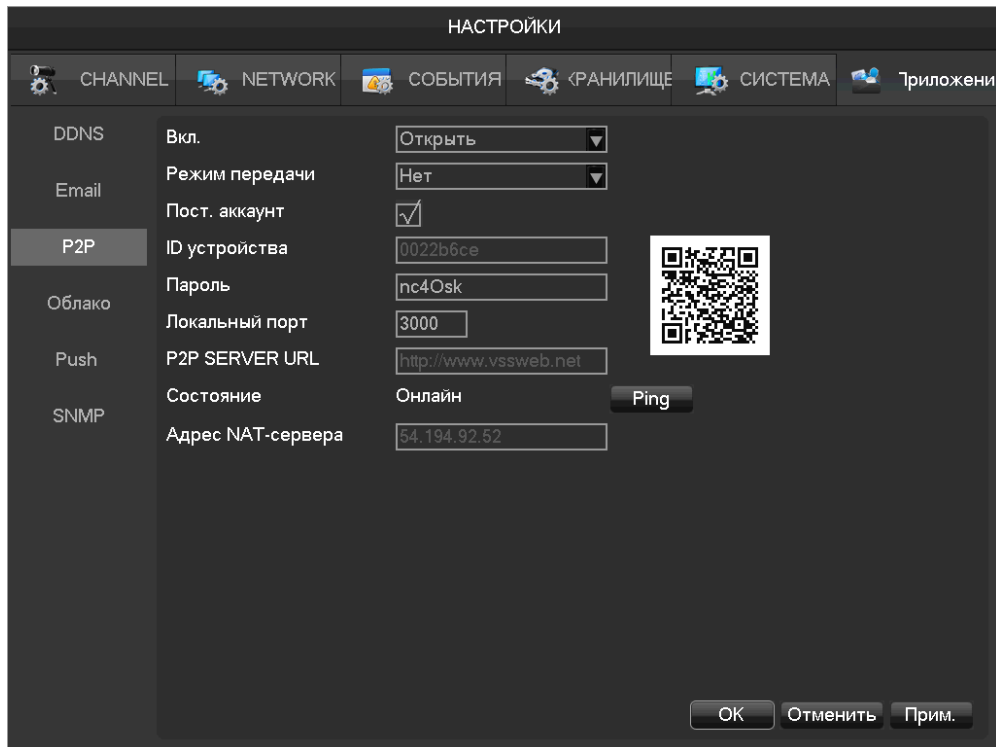 НАСТРОЙКИ
CHANNEL NETWORK СОБЫТИЯ ХРАНИЛИЩЕ СИСТЕМА Приложени
DDNS
Email
P2P
Облако
Push
SNMP
Вкл. Открыть
Режим передачи Нет
Пост. аккаунт
ID устройства 0022b6ce
Пароль nc4Osk
Локальный порт 3000
P2P SERVER URL http://www.vssweb.net
Состояние Онлайн Ping
Адрес NAT-сервера 54.194.92.52
OK Отменить Прим.